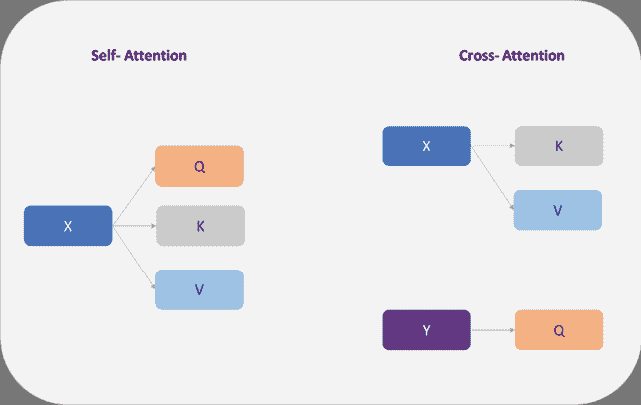 Self- Attention
Cross- Attention
X
Q
K
V
X
K
V
Y
Q